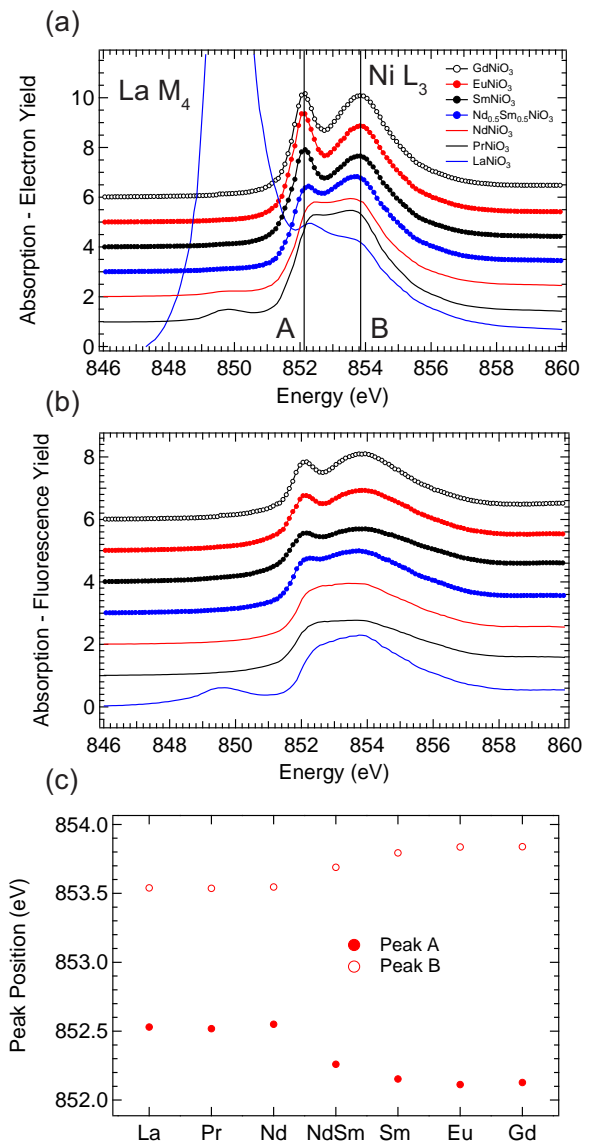 (a)
La M4
Ni L3
GdNiO3
EuNiO3
SmNiO3
Nd0.5Sm0.5NiO3
NdNiO3
PrNiO3
LaNiO3
Absorption - Electron Yield
10
8
6
4
2
0
A
B
846 848 850 852 854 856 858 860
Energy (eV)
(b)
Absorption - Fluorescence Yield
8
6
4
2
0
846 848 850 852 854 856 858 860
Energy (eV)
(c)
Peak Position (eV)
854.0
853.5
853.0
852.5
852.0
Peak A
Peak B
La Pr Nd NdSm Sm Eu Gd